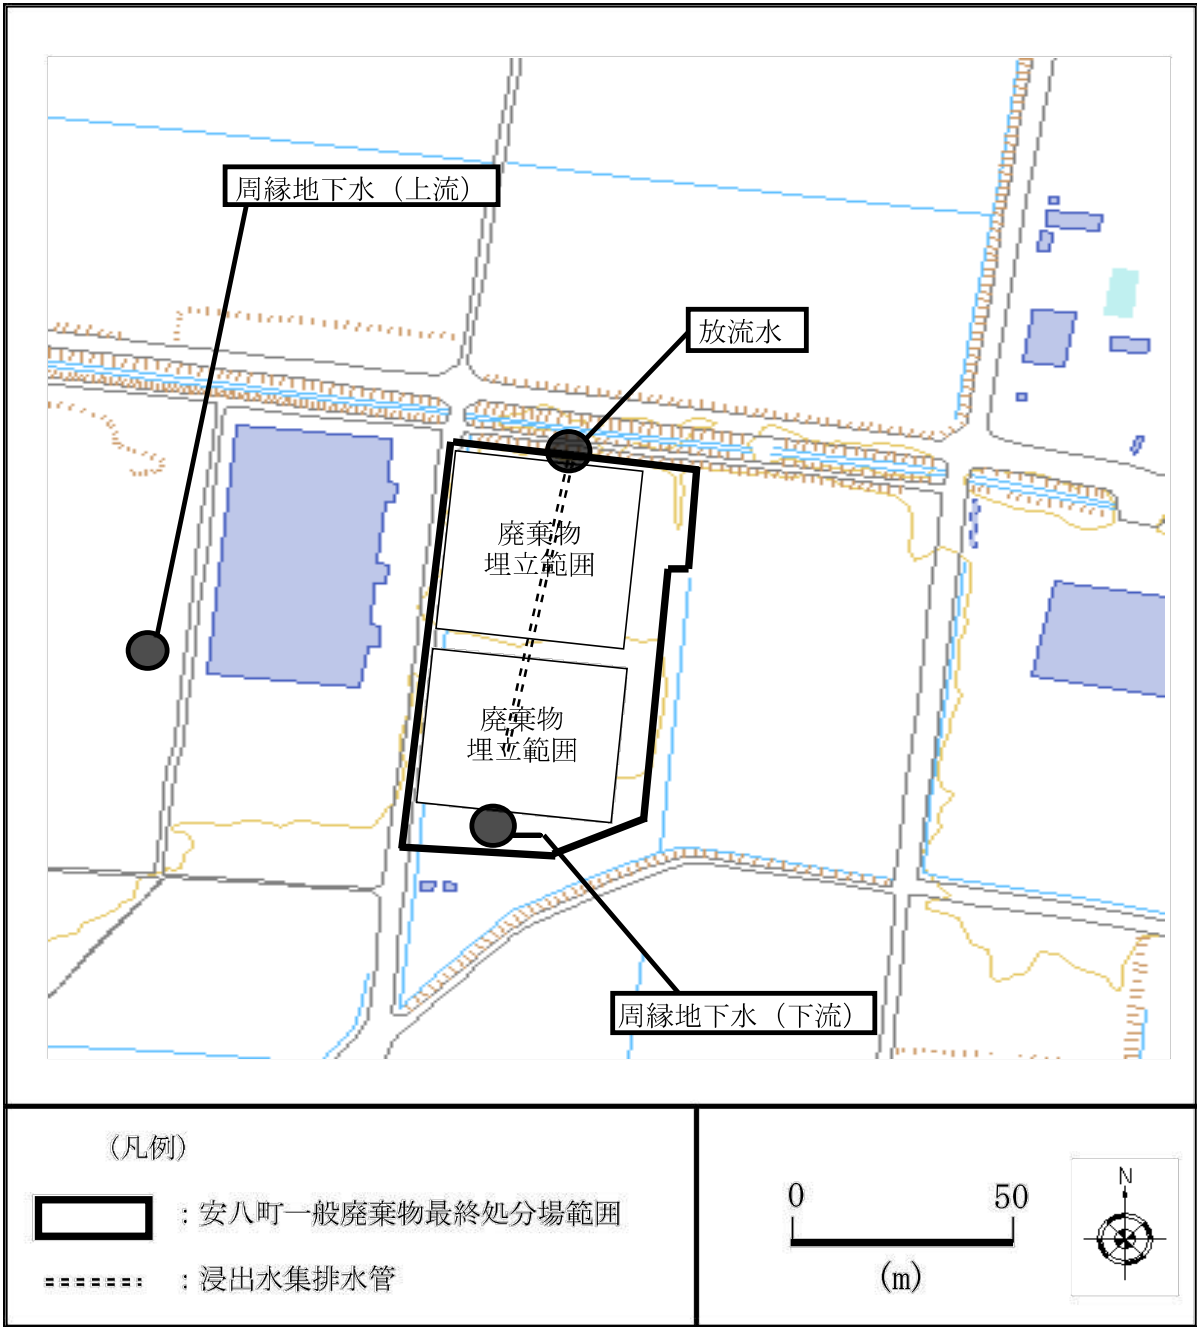 周縁地下水（上流）
放流水
廃棄物
埋立範囲
廃棄物
埋立範囲
周縁地下水（下流）
（凡例）
：安八町一般廃棄物最終処分場範囲
：浸出水集排水管
0 50
(m)
N